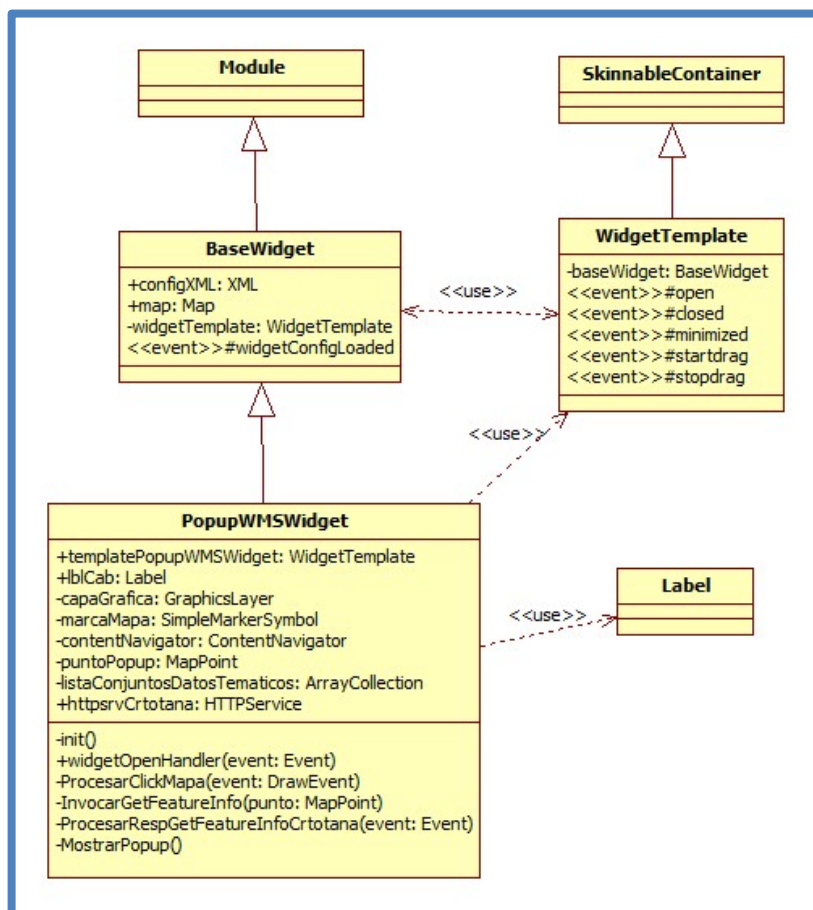 Module
SkinnableContainer
BaseWidget
+configXML: XML
+map: Map
-widgetTemplate: WidgetTemplate
<<event>>#widgetConfigLoaded
<<use>>
WidgetTemplate
-baseWidget: BaseWidget
<<event>>#open
<<event>>#closed
<<event>>#minimized
<<event>>#startdrag
<<event>>#stopdrag
<<use>>
PopupWMSWidget
+templatePopupWMSWidget: WidgetTemplate
+lblCab: Label
-capaGrafica: GraphicsLayer
-marcaMapa: SimpleMarkerSymbol
-contentNavigator: ContentNavigator
-puntoPopup: MapPoint
-listaConjuntosDatosTematicos: ArrayCollection
+httpsrvCrtotana: HTTPService
-init()
+widgetOpenHandler(event: Event)
-ProcesarClickMapa(event: DrawEvent)
-InvocarGetFeatureInfo(punto: MapPoint)
-ProcesarRespGetFeatureInfoCrtotana(event: Event)
-MostrarPopup()
<<use>>
Label